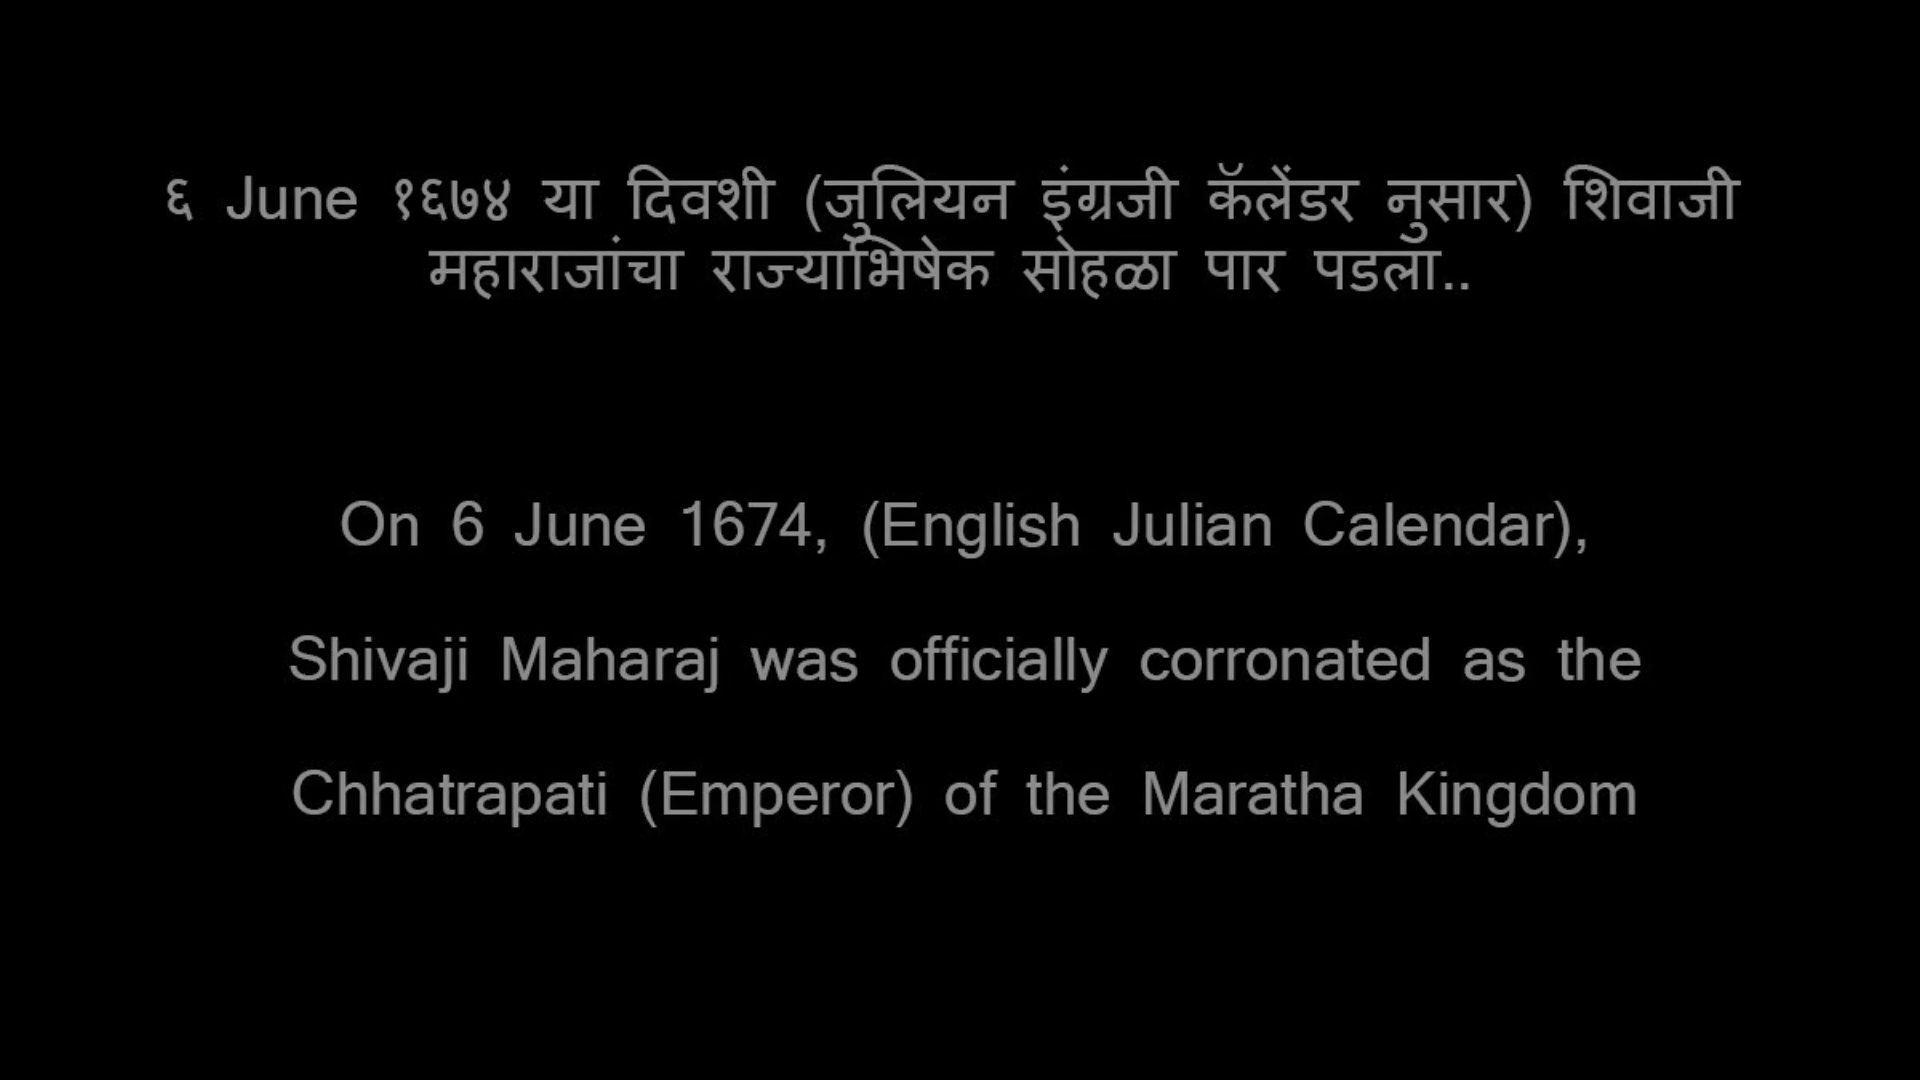 ६ June १६७४ या दिवशी (जुलियन इंग्रजी कॅलेंडर नुसार) शिवाजी
महाराजांचा राज्याभिषेक सोहळा पार पडला..
On 6 June 1674, (English Julian Calendar),
Shivaji Maharaj was officially corronated as the
Chhatrapati (Emperor) of the Maratha Kingdom